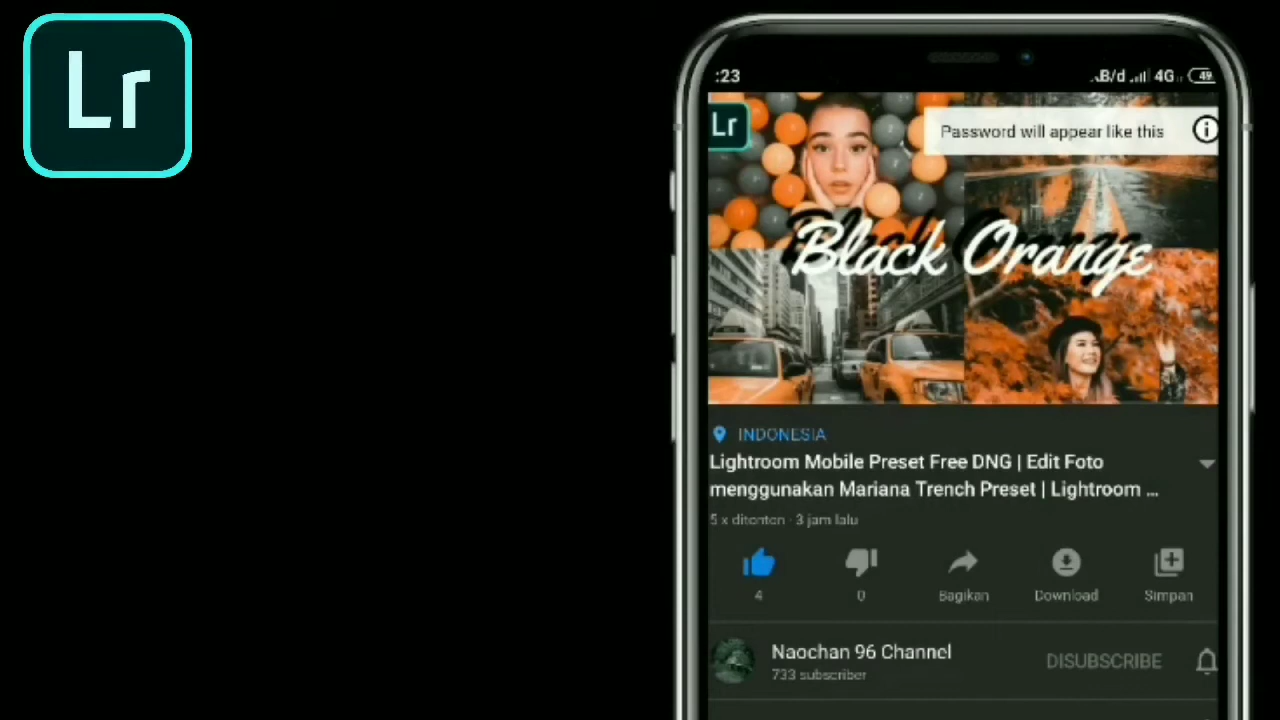 Lr
:23
B/d 4G 49
Lr
Password will appear like this
Black Orange
INDONESIA
Lightroom Mobile Preset Free DNG | Edit Foto
menggunakan Mariana Trench Preset | Lightroom ...
5 x ditonton · 3 jam lalu
4
0
Bagikan
Download
Simpan
Naochan 96 Channel
DISUBSCRIBE
733 subscriber